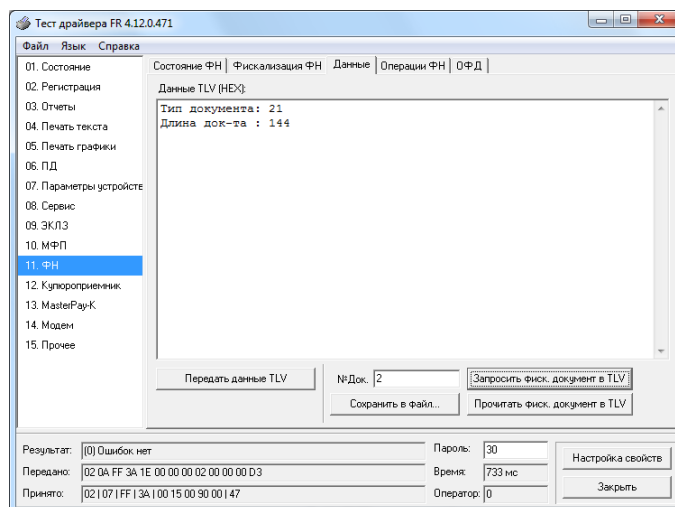 Тест драйвера FR 4.12.0.471
Файл Язык Справка
01. Состояние
02. Регистрация
03. Отчеты
04. Печать текста
05. Печать графики
06. ПД
07. Параметры устройств
08. Сервис
09. ЭКЛЗ
10. МФП
11. ФН
12. Купюроприемник
13. MasterPay-K
14. Модем
15. Прочее
Состояние ФН Фискализация ФН Данные Операции ФН ОФД
Данные TLV (HEX):
Тип документа: 21
Длина док-та : 144
Передать данные TLV
№Док. 2
Запросить фиск. документ в TLV
Сохранить в файл...
Прочитать фиск. документ в TLV
Результат: (0) Ошибок нет
Передано: 02 0A FF 3A 1E 00 00 00 02 00 00 00 D3
Принято: 02 | 07 | FF | 3A | 00 15 00 90 00 | 47
Пароль: 30
Время: 733 мс
Оператор: 0
Настройка свойств
Закрыть